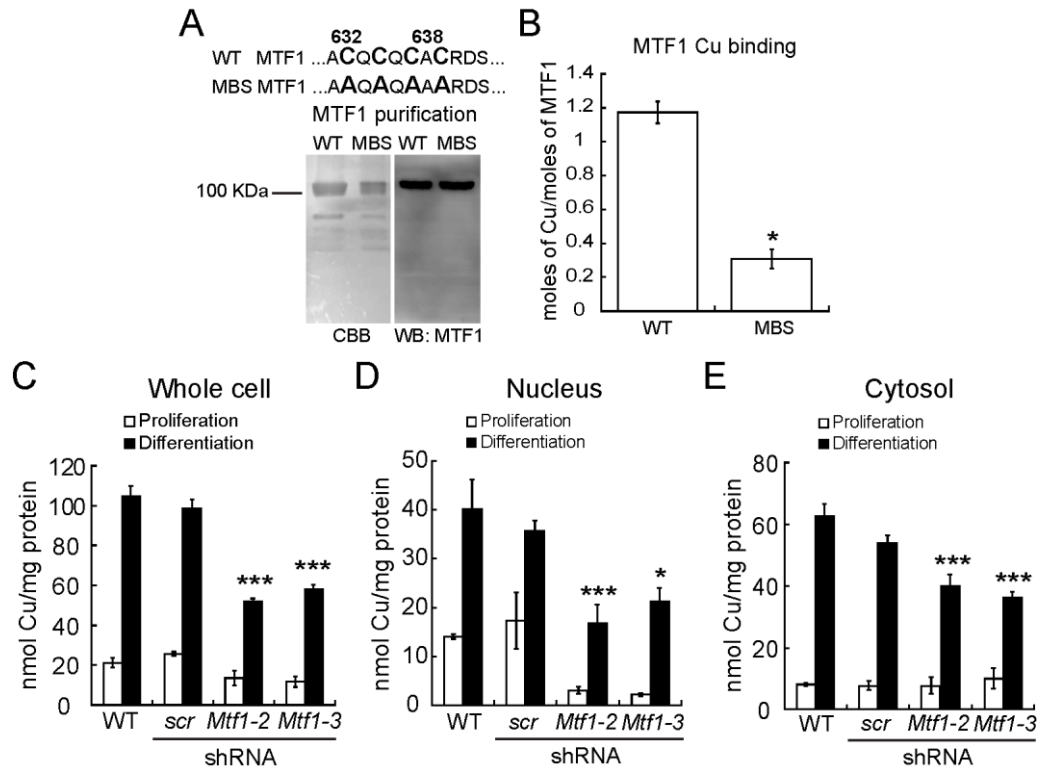 A
632 638
WT MTF1 ...ACQCQCACRDS...
MBS MTF1 ...AAQAQAAARDS...
MTF1 purification
WT MBS WT MBS
100 KDa
CBB WB: MTF1
B
MTF1 Cu binding
moles of Cu/moles of MTF1
1.4
1.2
1
0.8
0.6
0.4
0.2
0
*
WT MBS
C
Whole cell
Proliferation
Differentiation
nmol Cu/mg protein
120
100
80
60
40
20
0
*** ***
WT scr Mtf1-2 Mtf1-3
shRNA
D
Nucleus
Proliferation
Differentiation
nmol Cu/mg protein
50
40
30
20
10
0
*** *
WT scr Mtf1-2 Mtf1-3
shRNA
E
Cytosol
Proliferation
Differentiation
nmol Cu/mg protein
80
60
40
20
0
*** ***
WT scr Mtf1-2 Mtf1-3
shRNA